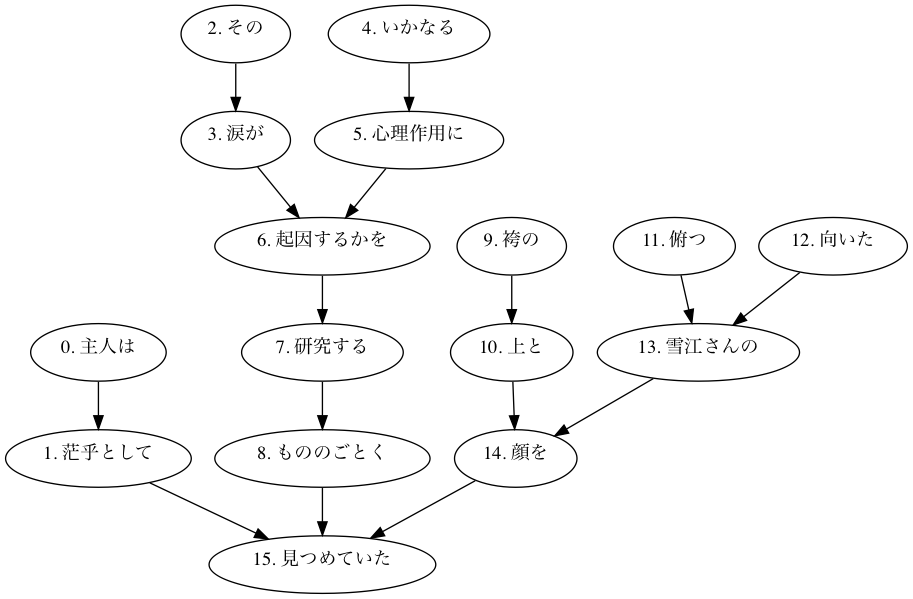 2. その
4. いかなる
3. 涙が
5. 心理作用に
6. 起因するかを
9. 袴の
11. 俯つ
12. 向いた
0. 主人は
7. 研究する
10. 上と
13. 雪江さんの
1. 茫乎として
8. もののごとく
14. 顔を
15. 見つめていた